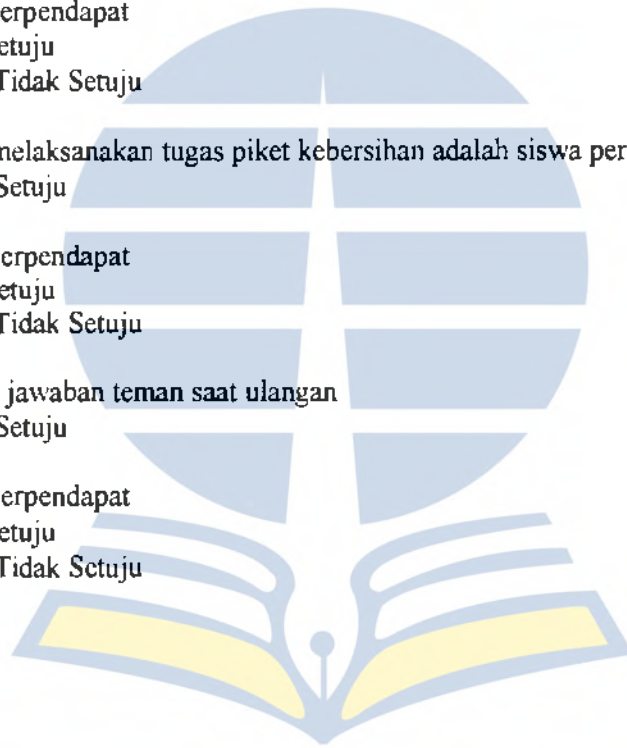 erpendapat
etuju
Tidak Setuju
melaksanakan tugas piket kebersihan adalah siswa per
Setuju
erpendapat
etuju
Tidak Setuju
jawaban teman saat ulangan
Setuju
erpendapat
etuju
Tidak Setuju